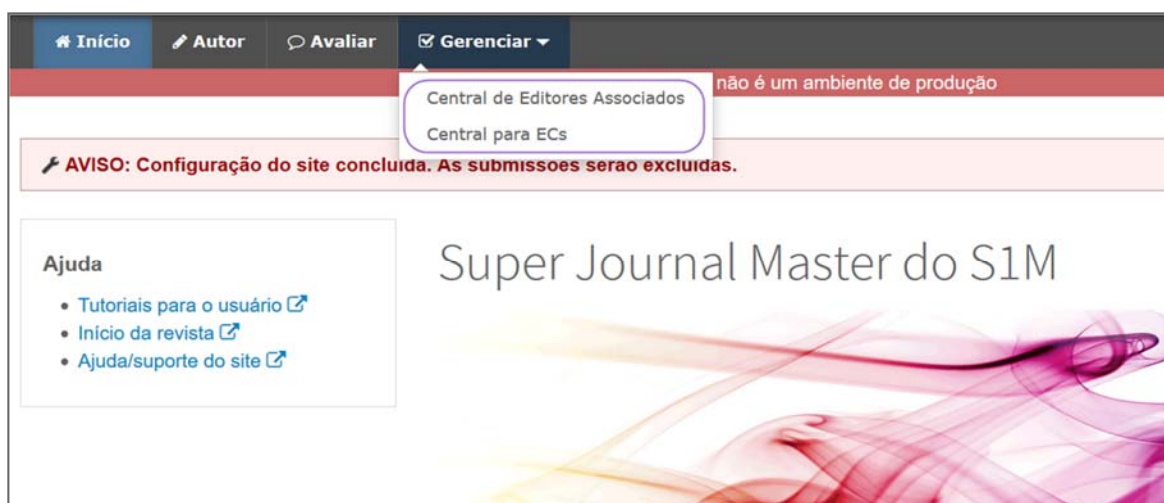 Início Autor Avaliar Gerenciar
não é um ambiente de produção
Central de Editores Associados
Central para ECs
AVISO: Configuração do site concluída. As submissões serão excluídas.
Ajuda
Tutoriais para o usuário
Início da revista
Ajuda/suporte do site
Super Journal Master do S1M